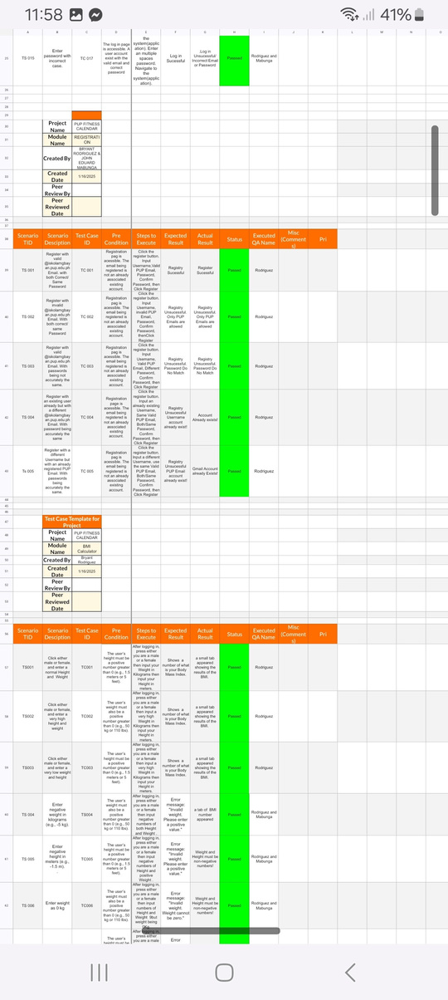 11:58
41%
A B C D E F G H I J K L M N O
the
system(applic
ation). Enter
an multiple
spaces
password.
Navigate to
the
system(applic
ation).
25
TS 015
Enter
password with
incorrect
case.
TC 017
The log in page
is accessible. A
user account
exist with the
valid email and
correct
password
Log in
Sucessful
Log in
Unsucessful/
Incorrect Email
or Password
Passed
Rodriguez and
Mabunga
Project
Name
PUP FITNESS
CALENDAR
Module
Name
REGISTRATI
ON
Created By
BRYANT
RODRIGUEZ &
JOHN
EDUARD
MABUNGA
Created
Date
1/16/2025
Peer
Review By
Peer
Reviewed
Date
Scenario
TID
Scenario
Desciption
Test Case
ID
Pre
Condition
Steps to
Execute
Expected
Result
Actual
Result
Status
Executed
QA Name
Misc
(Comment
s)
Pri
TS 001
Register with
valid
@iskolarngbay
an.pup.edu.ph
Email. with
both Correct/
Same
Password
TC 001
Registration
pag is
acessible. The
email being
registered is
not an already
associated
existing
account.
Click the
register button.
Input
Username,Valid
PUP Email,
Password,
Confirm
Password, then
Click Register
Registry
Sucessful
Register
Sucessful
Passed
Rodriguez
TS 002
Register with
invalid
@iskolarngbay
an.pup.edu.ph
Email. With
both correct/
same
Password
TC 002
Registration
pag is
acessible. The
email being
registered is
not an already
associated
existing
account.
Click the
register button.
Input
Username,
invalid PUP
Email,
Password,
Confirm
Password,
thenClick
Register
Registry
Unsucessful.
Only PUP
Emails are
allowed
Registry
Unsucessful.
Only PUP
Emails are
allowed
Passed
Rodriguez
TS 003
Register with
valid
@iskolarngbay
an.pup.edu.ph
Email. With
passwords
being not
accurately the
same.
TC 003
Registration
pag is
acessible. The
email being
registered is
not an already
associated
existing
account.
Click the
register button.
Input
Username,
Valid PUP
Email, Different
Password,
Confirm
Password, then
Click Register
Registry
Unsucessful.
Password Do
No Match
Registry
Unsucessful.
Password Do
No Match
Passed
Rodriguez
TS 004
Register with
an existing user
already but with
a different
@iskolarngbay
an.pup.edu.ph
Email. With
password being
accurately the
same
TC 004
Registration
page is
acessible. The
email being
registered is
not an already
associated
existing
account.
Click the
register button.
Input an
already existing
Username,
Same Valid
PUP Email,
Both/Same
Password,
Confirm
Password, then
Click Register
Registry
Unsucessful
Username
account
already exist!
Account
Already exists!
Passed
Rodriguez
Ts 005
Register with a
different
Username but
with an already
registered PUP
Email. With
passwords
being
accurately the
same.
TC 005
Registration
pag is
acessible. The
email being
registered is
not an already
associated
existing
account.
Click the
register button.
Input a different
Username, use
the same Valid
PUP Email,
Both/Same
Password,
Confirm
Password, then
Click Register
Registry
Unsucessful
PUP Email
account
already exist!
Gmail Account
already Exists!
Passed
Rodriguez
Test Case Template for
Project
Project
Name
PUP FITNESS
CALENDAR
Module
Name
BMI
Calculator
Created By
Bryant
Rodriguez
Created
Date
1/16/2025
Peer
Review By
Peer
Reviewed
Date
Scenario
TID
Scenario
Desciption
Test Case
ID
Pre
Condition
Steps to
Execute
Expected
Result
Actual
Result
Status
Executed
QA Name
Misc
(Comment
s)
Pri
TS001
Click either
male or female,
and enter a
normal Height
and Weight
TC001
The user's
height must be
a positive
number greater
than 0 (e.g., 1.5
meters or 5
feet).
After logging in,
press either
you are a male
or a female
then input your
Weight in
Kilograms then
input your
Height in
meters.
Shows a
number of what
is your Body
Mass Index.
a small tab
appeared
showing the
results of the
BMI.
Passed
Rodriguez
TS002
Click either
male or female,
and enter a
very high
height and
weight
TC002
The user's
weight must
also be a
positive
number greater
than 0 (e.g., 50
kg or 110 lbs).
After logging in,
press either
you are a male
or a female
then input a
very high
Weight in
Kilograms then
input your
Height in
meters.
Shows a
number of what
is your Body
Mass Index.
a small tab
appeared
showing the
results of the
BMI.
Passed
Rodriguez
TS003
Click either
male or female,
and enter a
very low weight
and height
TC003
The user's
height must be
a positive
number greater
than 0 (e.g., 1.5
meters or 5
feet).
After logging in,
press either
you are a male
or a female
then input a
very high
Weight in
Kilograms then
input your
Height in
meters.
Shows a
number of what
is your Body
Mass Index.
a small tab
appeared
showing the
results of the
BMI.
Passed
Rodriguez
TS 004
Enter
negative
weight in
kilograms
(e.g., -5 kg).
TS004
The user's
weight must
also be a
positive
number greater
than 0 (e.g., 50
kg or 110 lbs).
After logging in,
press either
you are a male
or a female
then input
negative
numbers of
both Height and
Weight
Error
message:
"Invalid
weight.
Please enter
a positive
value."
a tab of BMI
number
appeared
Passed
Rodriguez and
Mabunga
TS 005
Enter
negative
height in
meters (e.g.,
-1.5 m).
TC005
The user's
height must be
a positive
number greater
than 0 (e.g., 1.5
meters or 5
feet).
After logging in,
press either
you are a male
or a female
then input
negative
numbers of
Height and
positive
Weight.
Error
message:
"Invalid
weight.
Please enter
a positive
value."
Weight and
Height must be
non-negative
numbers!
Passed
Rodriguez and
Mabunga
TS 006
Enter weight
as 0 kg
TC006
The user's
weight must
also be a
positive
number greater
than 0 (e.g., 50
kg or 110 lbs).
After logging in,
press either
you are a male
or a female
then input
numbers of
Height and
Weight
weight being
Error
message:
"Invalid
weight.
Weight cannot
be zero."
Weight and
Height must be
non-negative
numbers!
Passed
Rodriguez and
Mabunga
The user's
height must be
After logging in,
press either
you are a male
Error